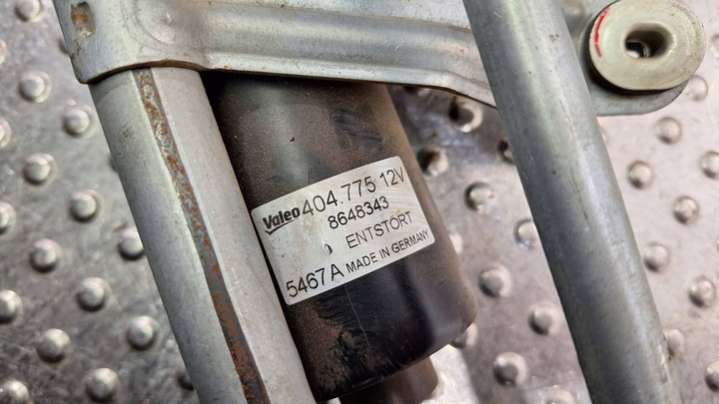 Valeo 404.775 12V
8648343
ENTSTÖRT
5467A MADE IN GERMANY